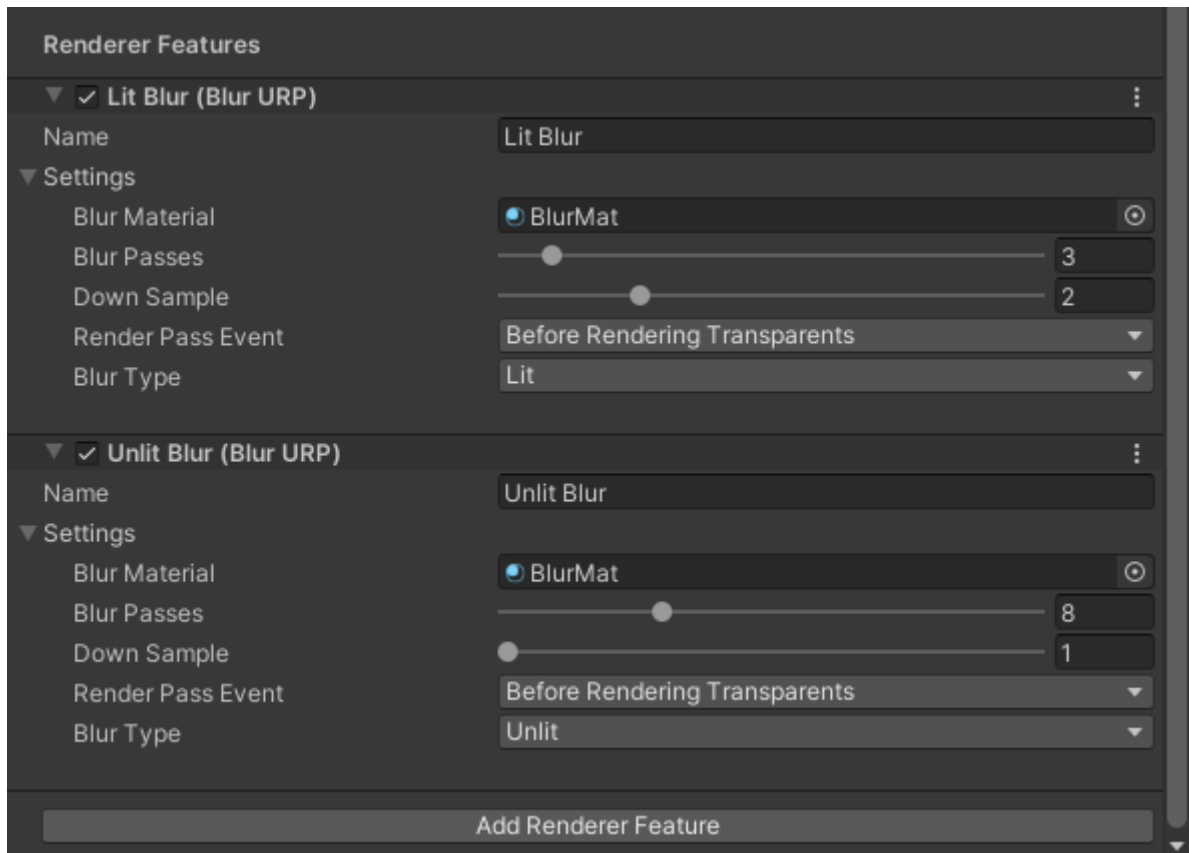 Renderer Features
Lit Blur (Blur URP)
Name Lit Blur
Settings
Blur Material BlurMat
Blur Passes 3
Down Sample 2
Render Pass Event Before Rendering Transparents
Blur Type Lit
Unlit Blur (Blur URP)
Name Unlit Blur
Settings
Blur Material BlurMat
Blur Passes 8
Down Sample 1
Render Pass Event Before Rendering Transparents
Blur Type Unlit
Add Renderer Feature